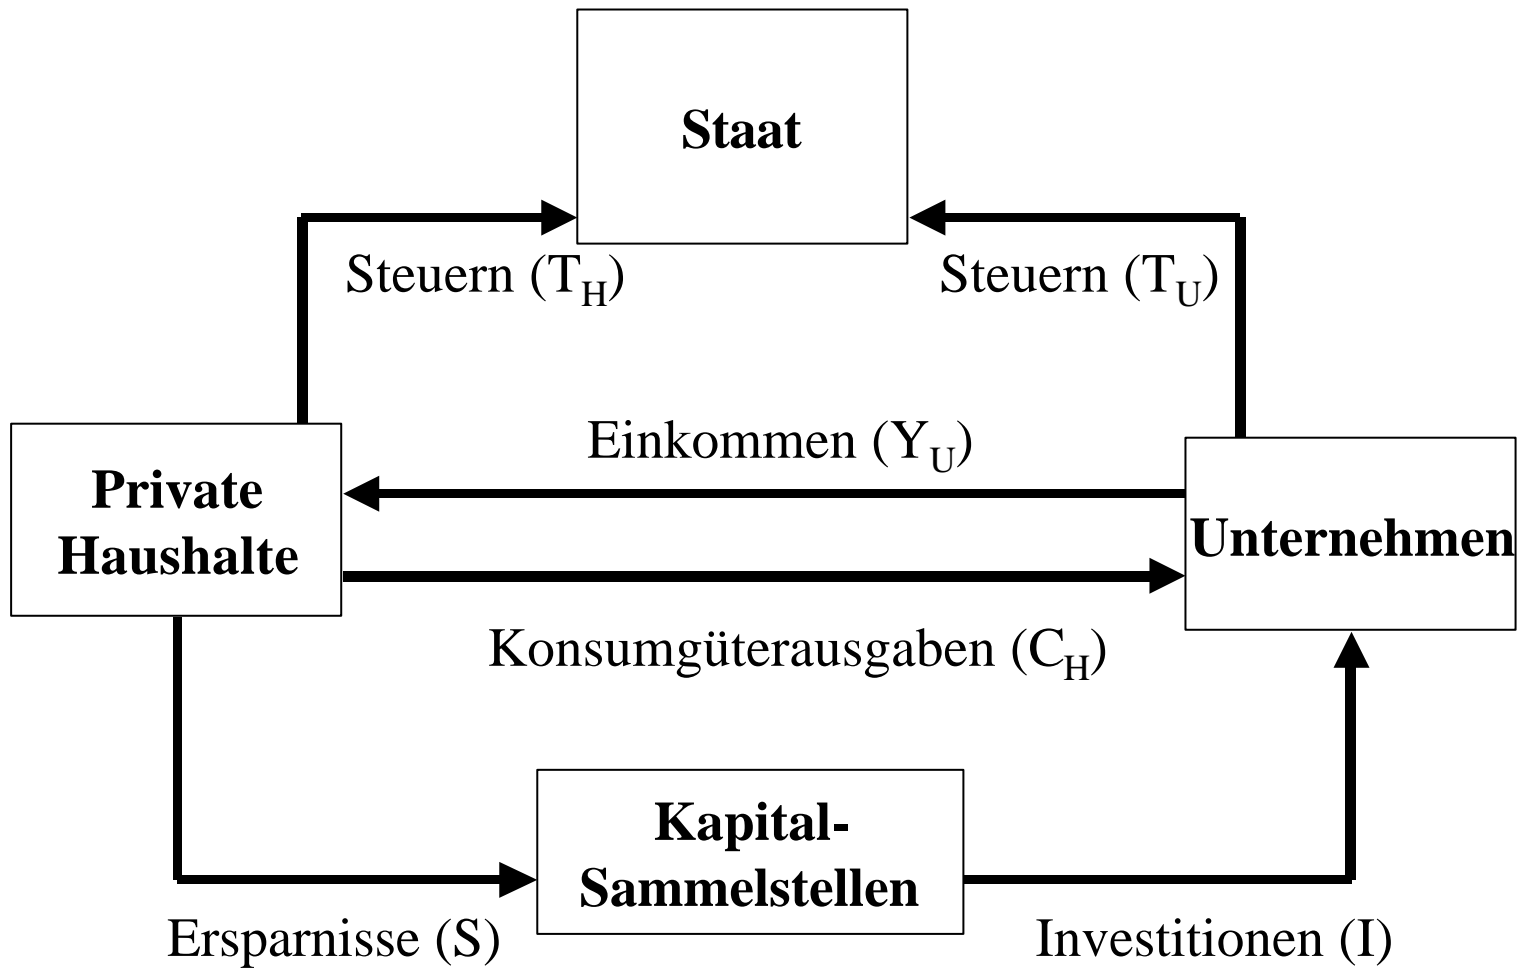 Staat
Steuern (T_H)
Steuern (T_U)
Einkommen (Y_U)
Private
Haushalte
Unternehmen
Konsumgüterausgaben (C_H)
Kapital-
Sammelstellen
Ersparnisse (S)
Investitionen (I)